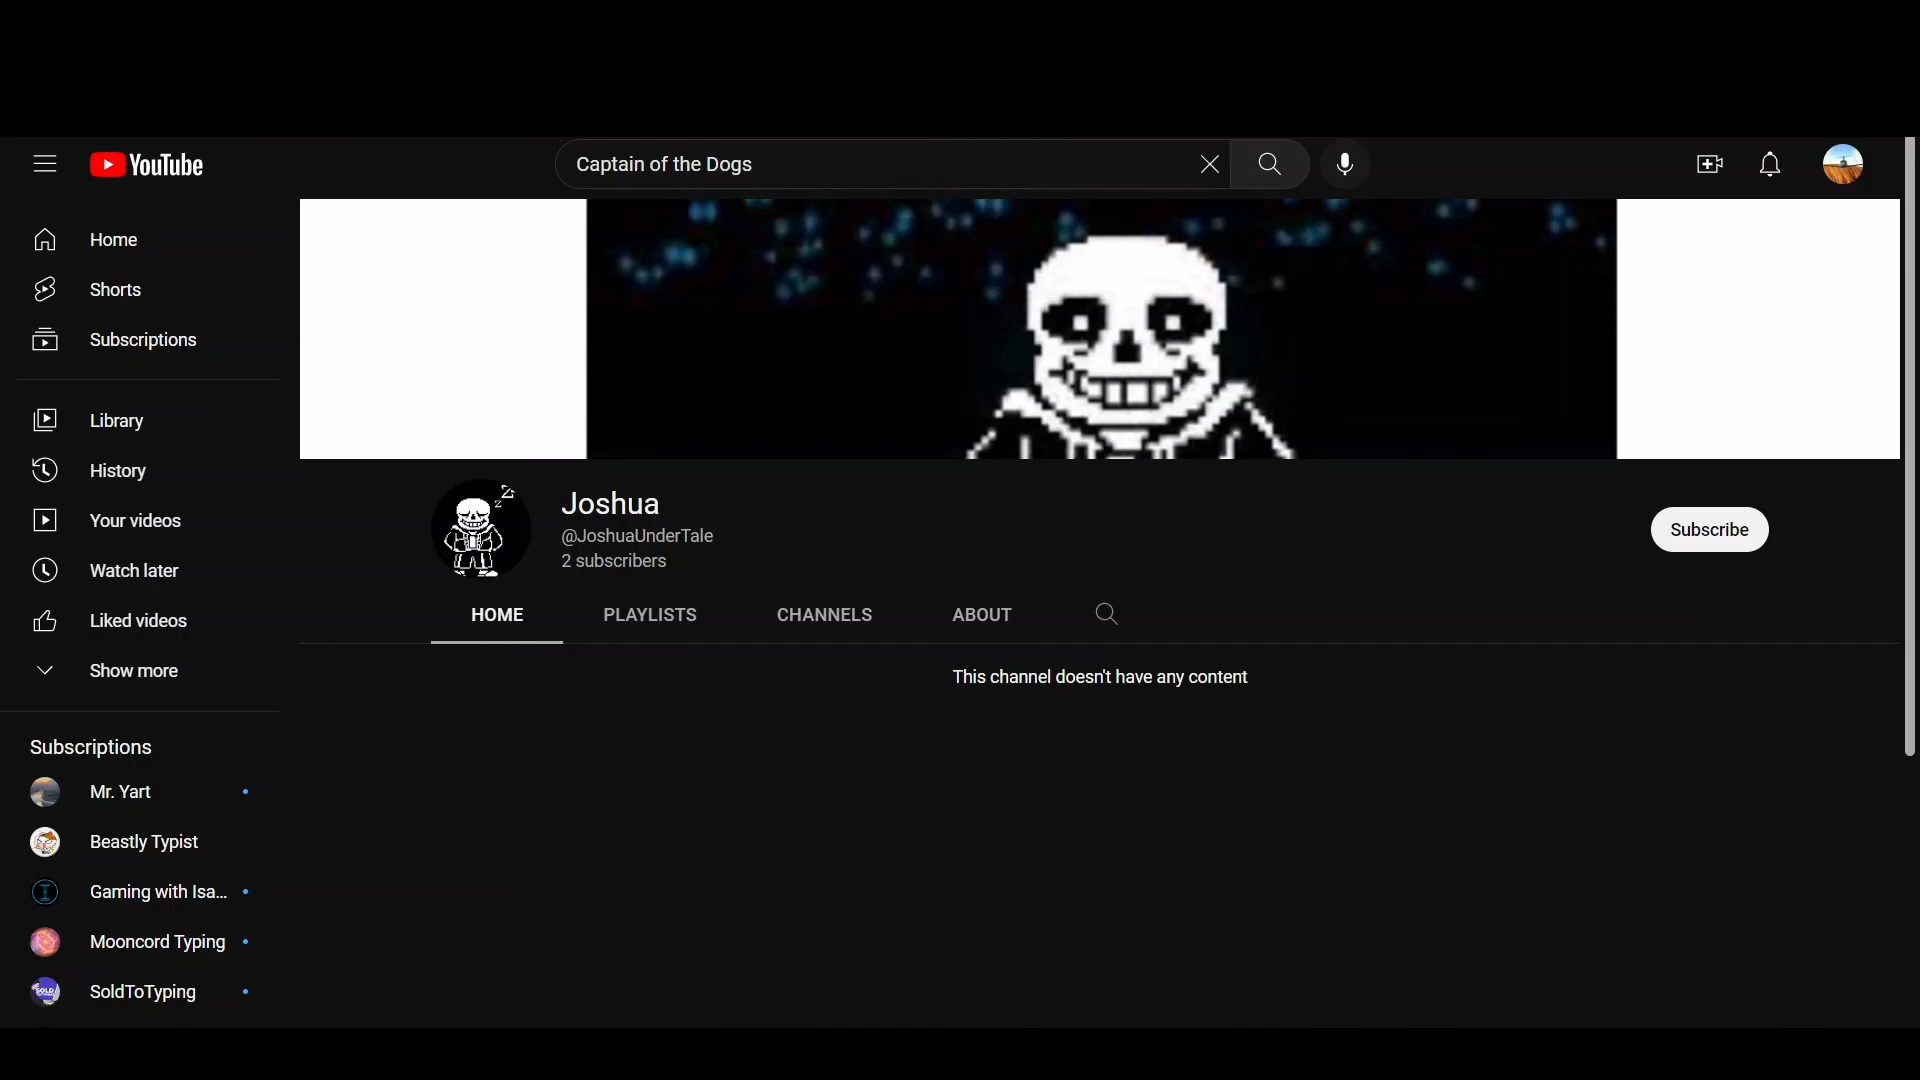 YouTube
Captain of the Dogs
Home
Shorts
Subscriptions
Library
History
Your videos
Watch later
Liked videos
Show more
Subscriptions
Mr. Yart
Beastly Typist
Gaming with Isa...
Mooncord Typing
SoldToTyping
Joshua
@JoshuaUnderTale
2 subscribers
Subscribe
HOME PLAYLISTS CHANNELS ABOUT
This channel doesn't have any content